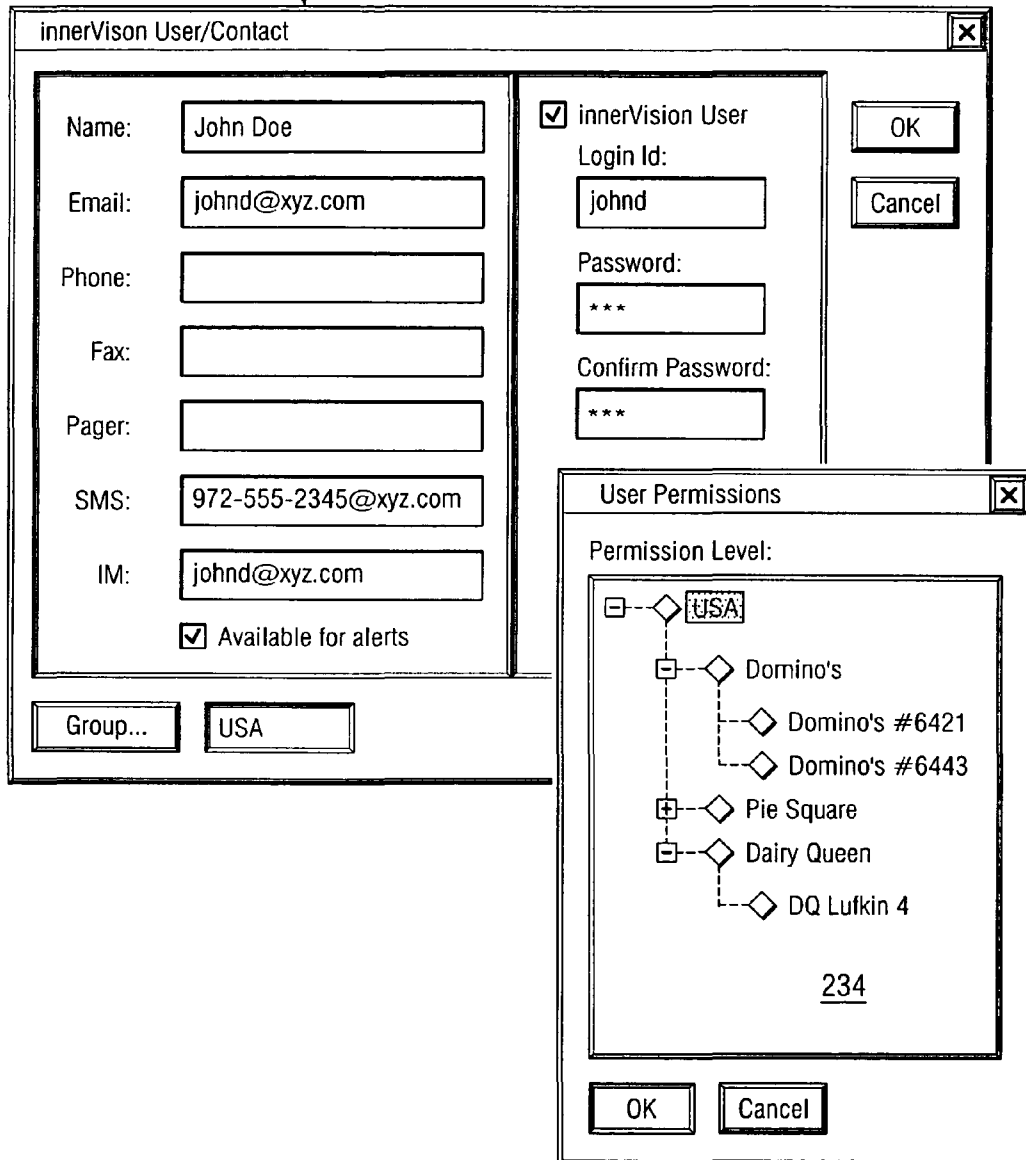 innerVison User/Contact
Name: John Doe
Email: johnd@xyz.com
Phone:
Fax:
Pager:
SMS: 972-555-2345@xyz.com
IM: johnd@xyz.com
Available for alerts
innerVision User
Login Id:
johnd
Password:
***
Confirm Password:
***
OK
Cancel
Group... USA
User Permissions
Permission Level:
USA
Domino's
Domino's #6421
Domino's #6443
Pie Square
Dairy Queen
DQ Lufkin 4
234
OK Cancel